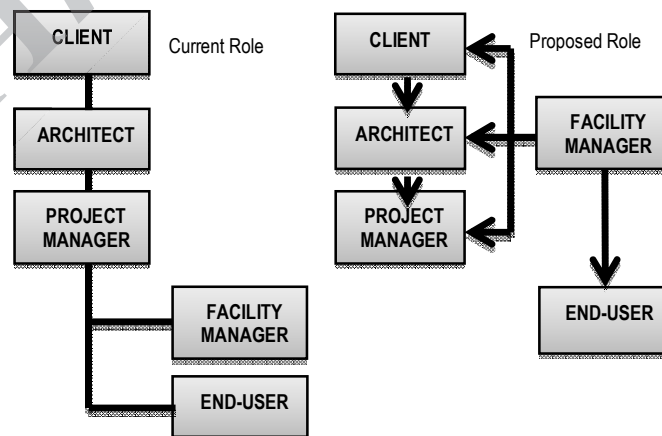 CLIENT
Current Role
ARCHITECT
PROJECT
MANAGER
FACILITY
MANAGER
END-USER
CLIENT
Proposed Role
ARCHITECT
FACILITY
MANAGER
PROJECT
MANAGER
END-USER